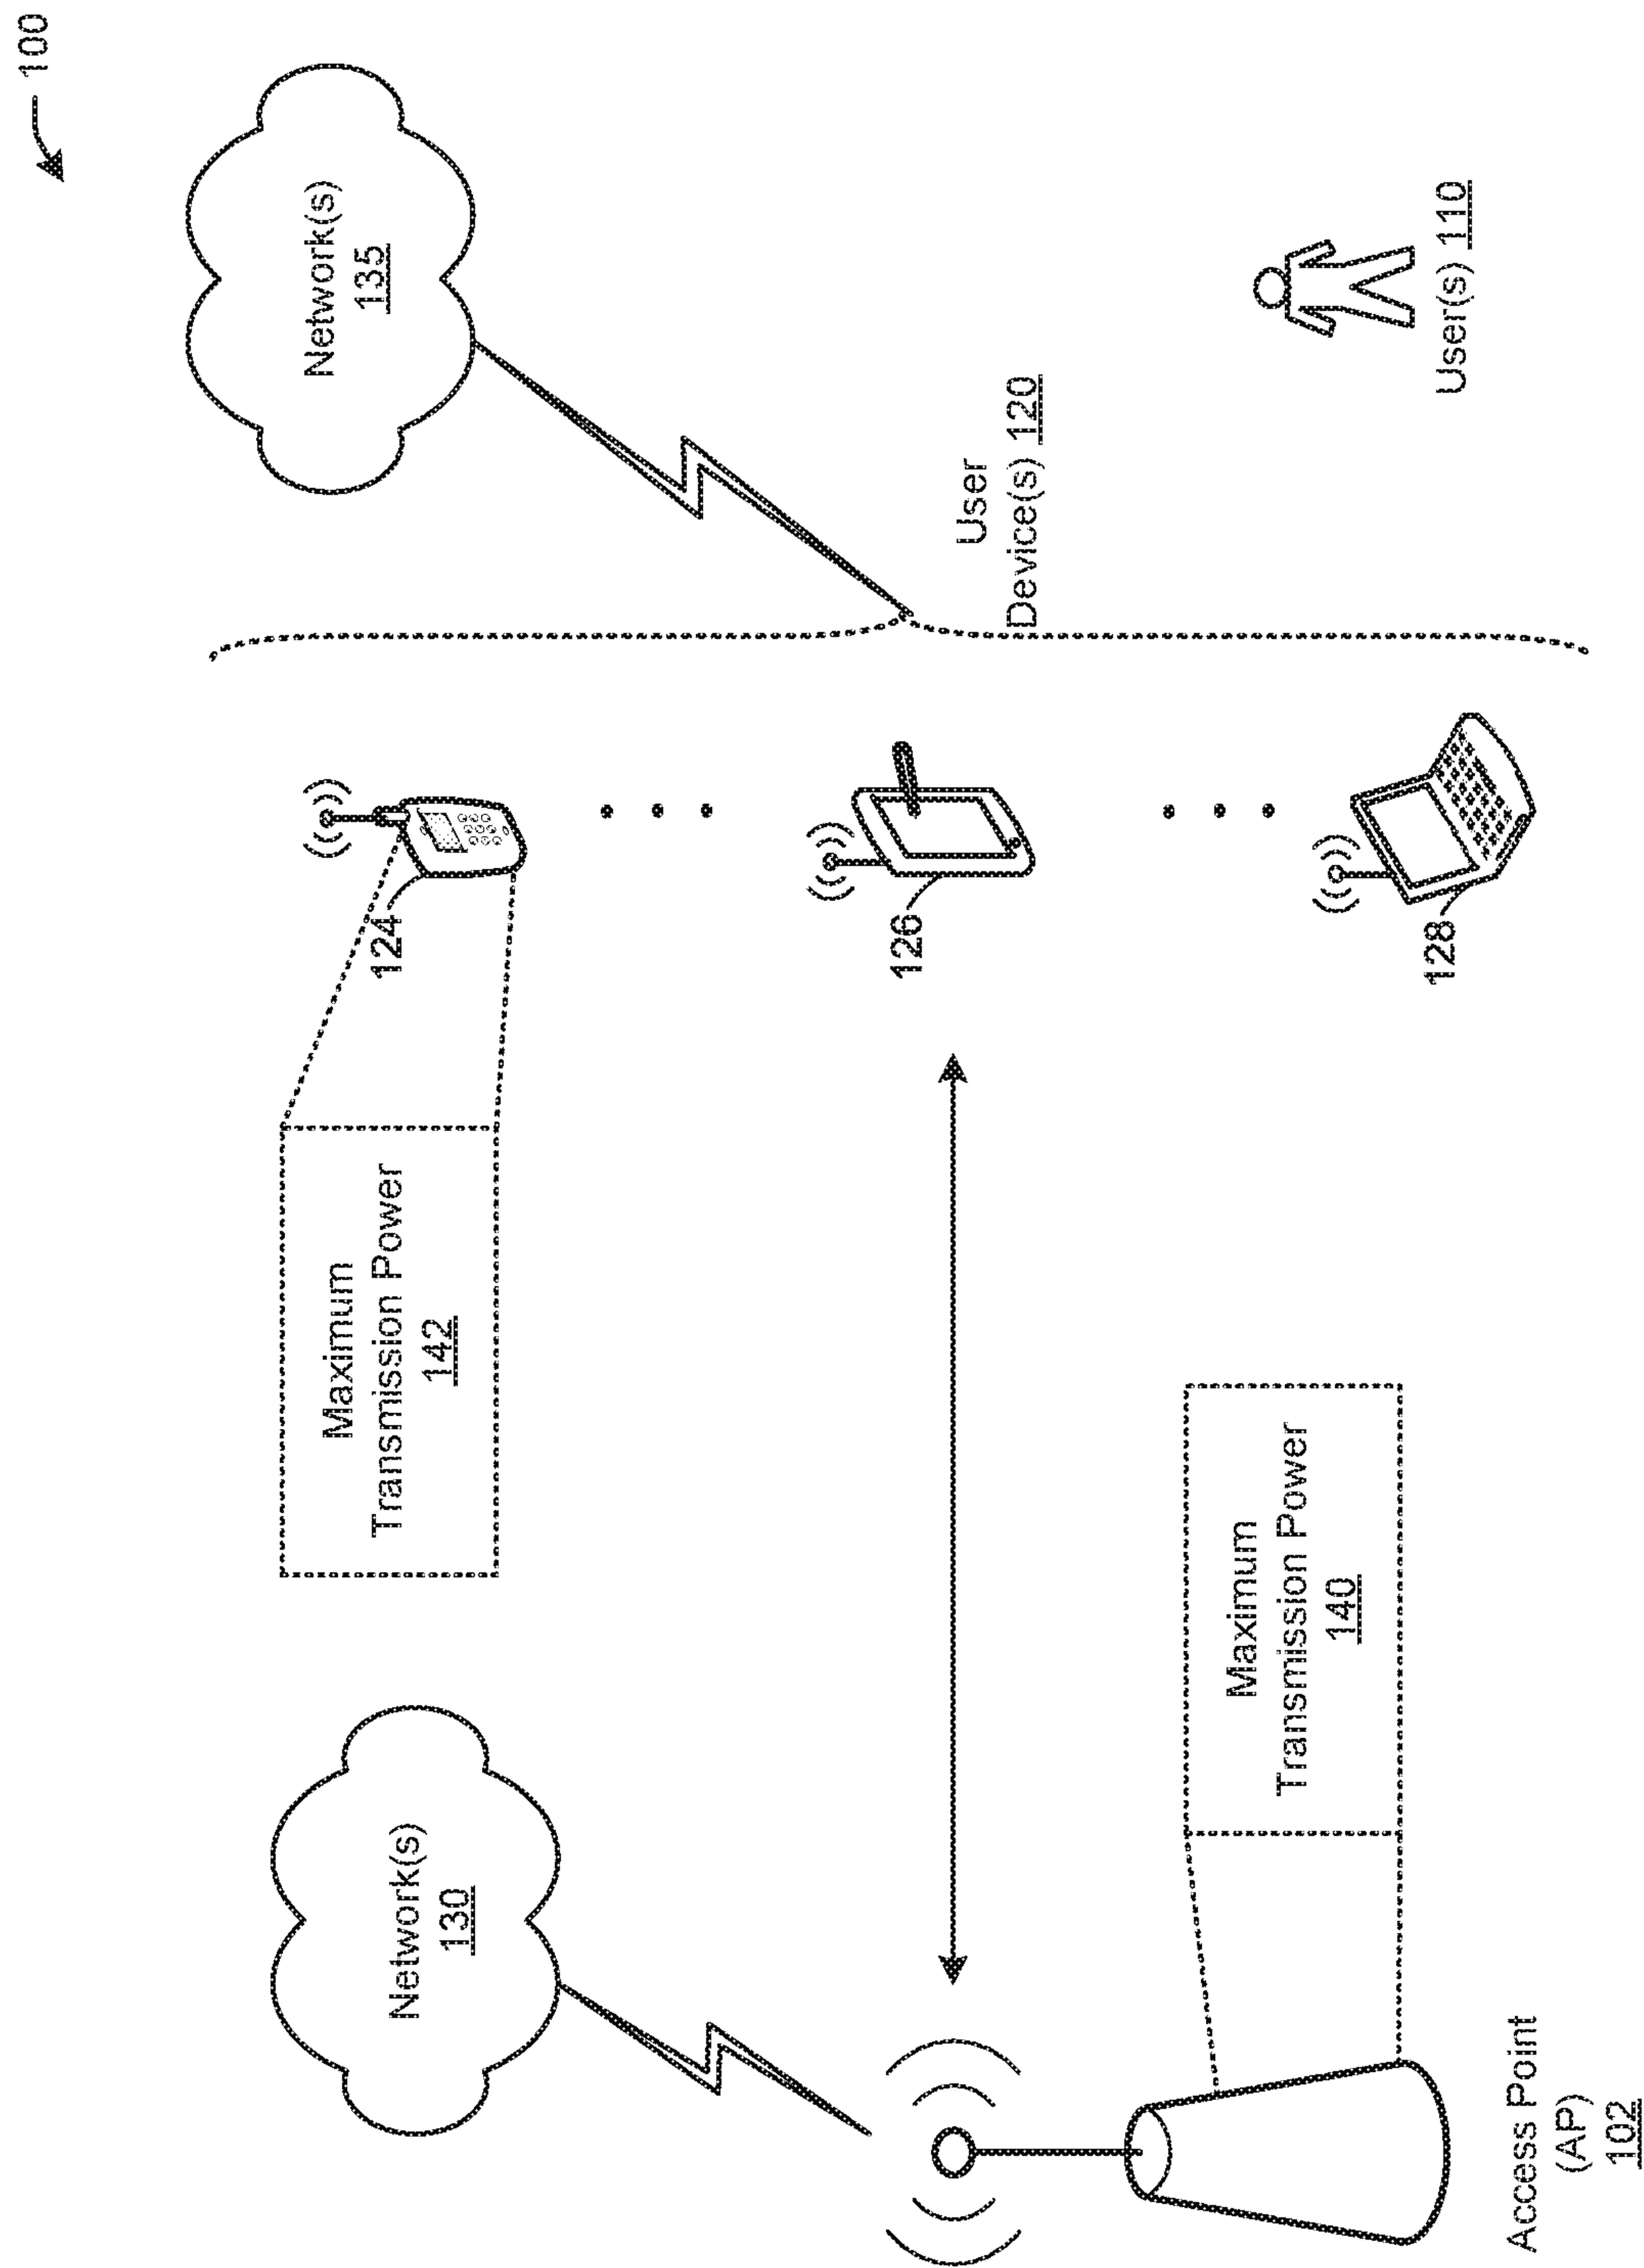 100
Network(s)
130
Maximum
Transmission Power
142
124
Network(s)
135
126
User
Device(s) 120
Maximum
Transmission Power
140
128
User(s) 110
Access Point
(AP)
102